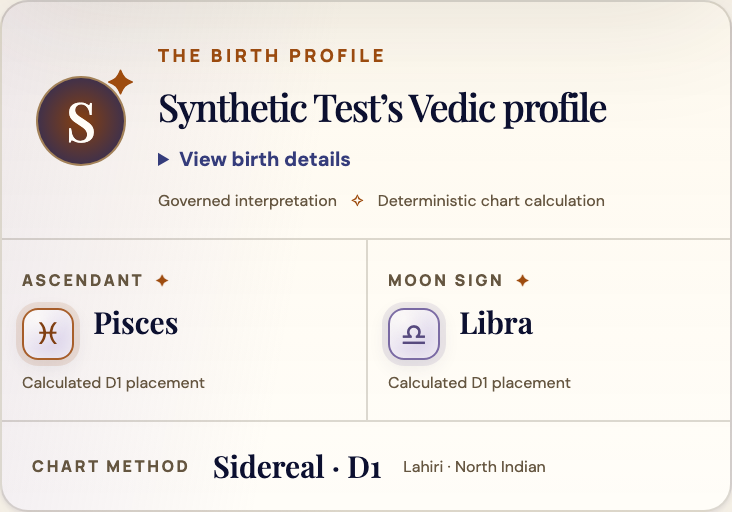 THE BIRTH PROFILE
S
Synthetic Test’s Vedic profile
▶ View birth details
Governed interpretation ✧ Deterministic chart calculation
ASCENDANT ✦
♓ Pisces
Calculated D1 placement
MOON SIGN ✦
♎ Libra
Calculated D1 placement
CHART METHOD Sidereal · D1 Lahiri · North Indian